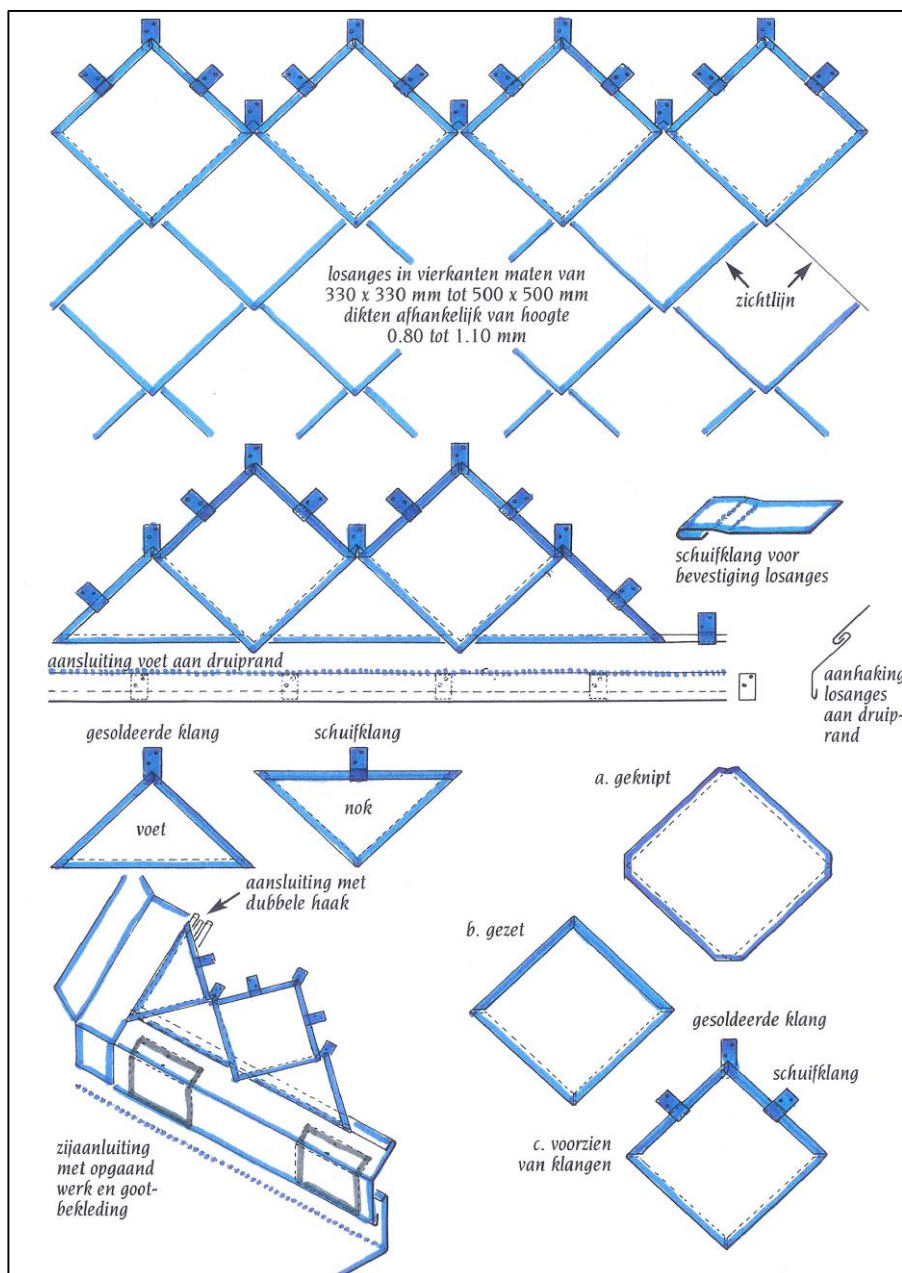 losanges in vierkanten maten van
330 x 330 mm tot 500 x 500 mm
dikten afhankelijk van hoogte
0.80 tot 1.10 mm
zichtlijn
schuifklang voor
bevestiging losanges
aansluiting voet aan druiprand
aanhaking
losanges
aan druip-
rand
gesoldeerde klang
schuifklang
voet
nok
a. geknipt
aansluiting met
dubbele haak
b. gezet
gesoldeerde klang
schuifklang
c. voorzien
van klangen
zijaanluiting
met opgaand
werk en goot-
bekleding